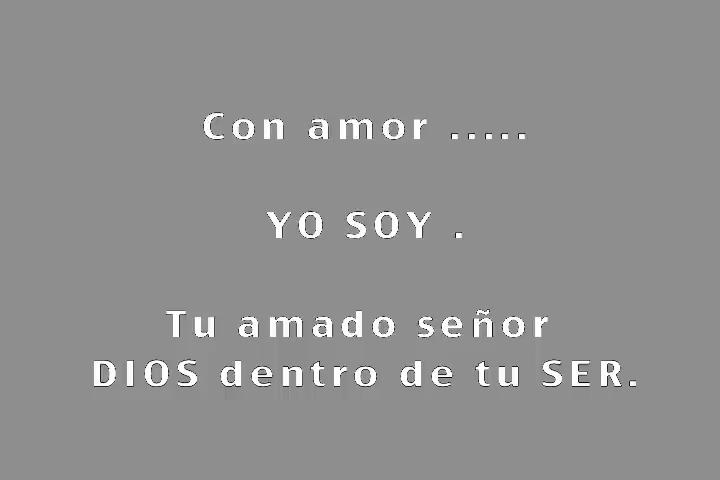 Con amor .....
YO SOY .
Tu amado señor
DIOS dentro de tu SER.